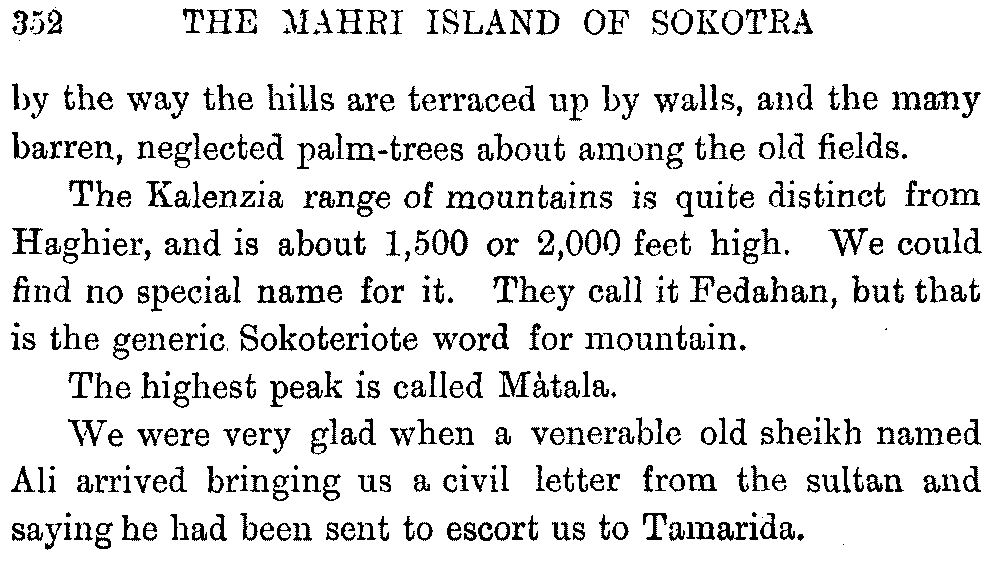 352 THE MAHRI ISLAND OF SOKOTRA
by the way the hills are terraced up by walls, and the many
barren, neglected palm-trees about among the old fields.
The Kalenzia range of mountains is quite distinct from
Haghier, and is about 1,500 or 2,000 feet high. We could
find no special name for it. They call it Fedahan, but that
is the generic Sokoteriote word for mountain.
The highest peak is called Màtala.
We were very glad when a venerable old sheikh named
Ali arrived bringing us a civil letter from the sultan and
saying he had been sent to escort us to Tamarida.